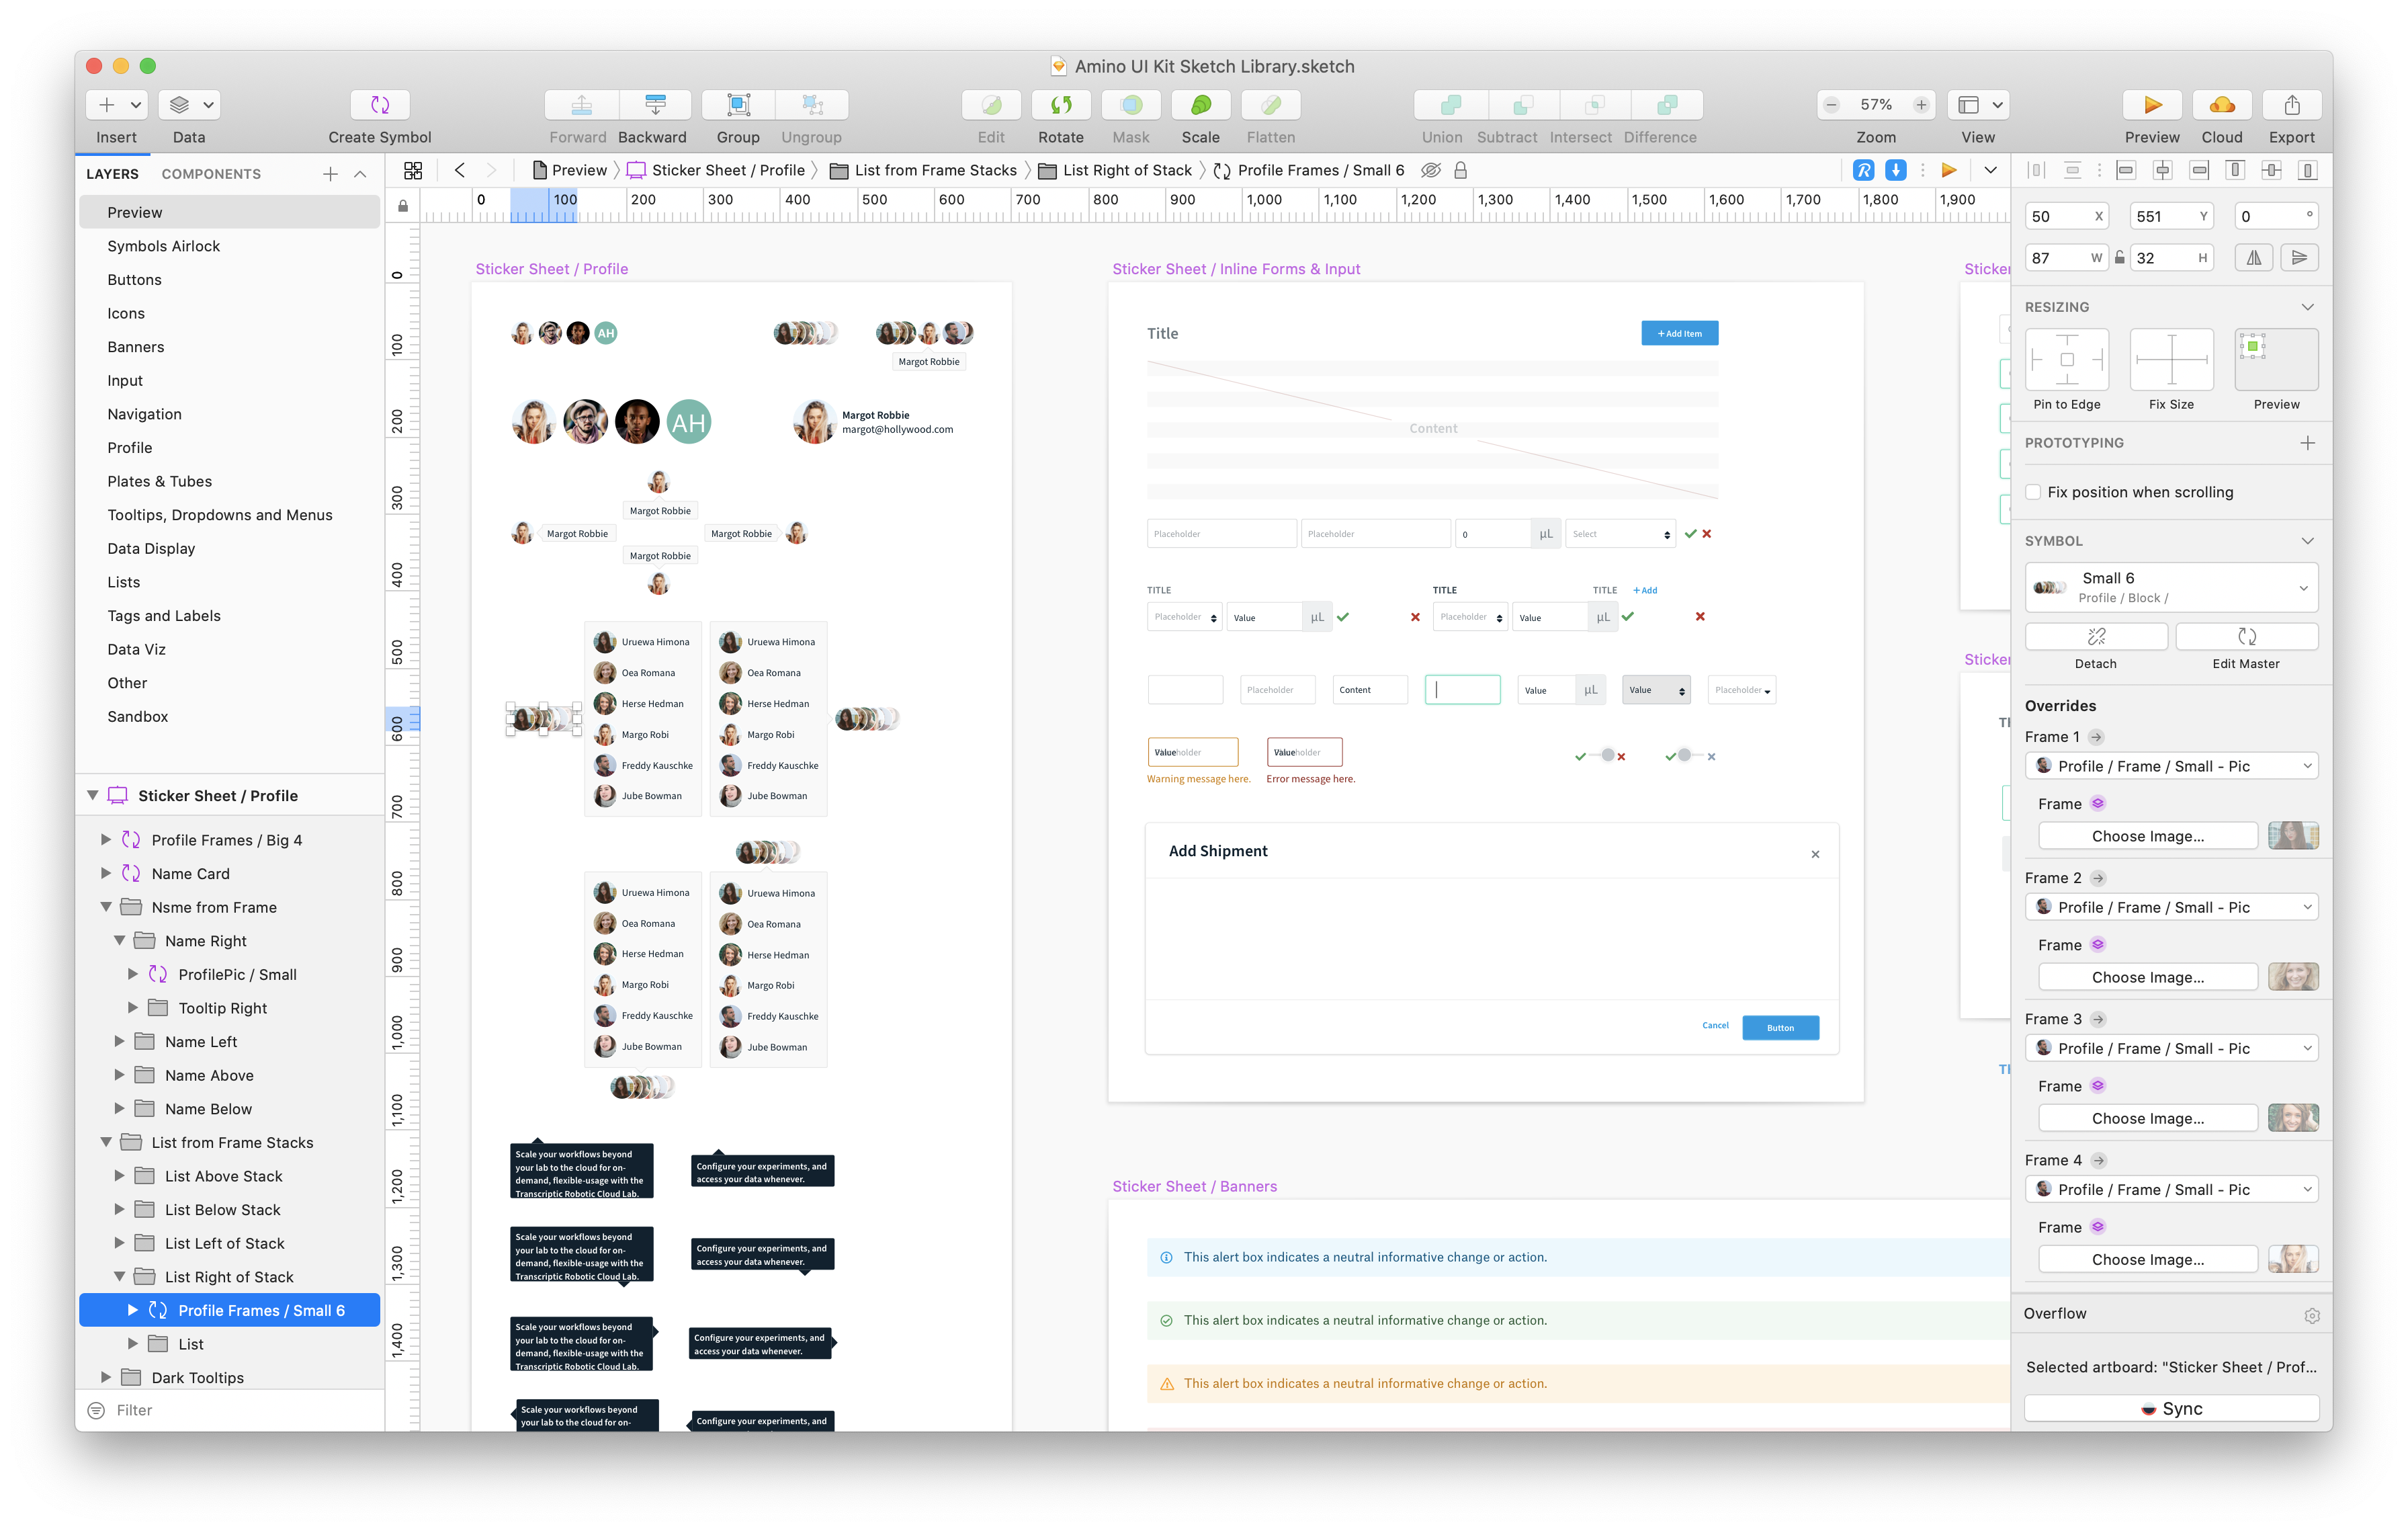 Amino UI Kit Sketch Library.sketch
Insert
Data
Create Symbol
Forward
Backward
Group
Ungroup
Edit
Rotate
Mask
Scale
Flatten
Union
Subtract
Intersect
Difference
57%
Zoom
View
Preview
Cloud
Export
LAYERS
COMPONENTS
Preview
Symbols Airlock
Buttons
Icons
Banners
Input
Navigation
Profile
Plates & Tubes
Tooltips, Dropdowns and Menus
Data Display
Lists
Tags and Labels
Data Viz
Other
Sandbox
Sticker Sheet / Profile
Profile Frames / Big 4
Name Card
Nsme from Frame
Name Right
ProfilePic / Small
Tooltip Right
Name Left
Name Above
Name Below
List from Frame Stacks
List Above Stack
List Below Stack
List Left of Stack
List Right of Stack
Profile Frames / Small 6
List
Dark Tooltips
Filter
Preview
Sticker Sheet / Profile
List from Frame Stacks
List Right of Stack
Profile Frames / Small 6
0 100 200 300 400 500 600 700 800 900 1,000 1,100 1,200 1,300 1,400 1,500 1,600 1,700 1,800 1,900
0
100
200
300
400
500
600
700
800
900
1,000
1,100
1,200
1,300
1,400
Sticker Sheet / Profile
AH
Margot Robbie
AH
Margot Robbie
margot@hollywood.com
Margot Robbie
Margot Robbie
Margot Robbie
Margot Robbie
Uruewa Himona
Oea Romana
Herse Hedman
Margo Robi
Freddy Kauschke
Jube Bowman
Uruewa Himona
Oea Romana
Herse Hedman
Margo Robi
Freddy Kauschke
Jube Bowman
Uruewa Himona
Oea Romana
Herse Hedman
Margo Robi
Freddy Kauschke
Jube Bowman
Uruewa Himona
Oea Romana
Herse Hedman
Margo Robi
Freddy Kauschke
Jube Bowman
Scale your workflows beyond
your lab to the cloud for on-
demand, flexible-usage with the
Transcriptic Robotic Cloud Lab.
Configure your experiments, and
access your data whenever.
Scale your workflows beyond
your lab to the cloud for on-
demand, flexible-usage with the
Transcriptic Robotic Cloud Lab.
Configure your experiments, and
access your data whenever.
Scale your workflows beyond
your lab to the cloud for on-
demand, flexible-usage with the
Transcriptic Robotic Cloud Lab.
Configure your experiments, and
access your data whenever.
Scale your workflows beyond
your lab to the cloud for on-
Configure your experiments, and
Sticker Sheet / Inline Forms & Input
Title
+ Add Item
Content
Placeholder
Placeholder
0
µL
Select
TITLE
TITLE
TITLE
+ Add
Placeholder
Value
µL
Placeholder
Value
µL
Placeholder
Content
Value
µL
Value
Placeholder
Valueholder
Valueholder
Warning message here.
Error message here.
Add Shipment
Cancel
Button
Sticker Sheet / Banners
This alert box indicates a neutral informative change or action.
This alert box indicates a neutral informative change or action.
This alert box indicates a neutral informative change or action.
Sticker
Sticker
50 X
551 Y
0 °
87 W
32 H
RESIZING
Pin to Edge
Fix Size
Preview
PROTOTYPING
Fix position when scrolling
SYMBOL
Small 6
Profile / Block /
Detach
Edit Master
Overrides
Frame 1
Profile / Frame / Small - Pic
Frame
Choose Image...
Frame 2
Profile / Frame / Small - Pic
Frame
Choose Image...
Frame 3
Profile / Frame / Small - Pic
Frame
Choose Image...
Frame 4
Profile / Frame / Small - Pic
Frame
Choose Image...
Overflow
Selected artboard: "Sticker Sheet / Prof...
Sync